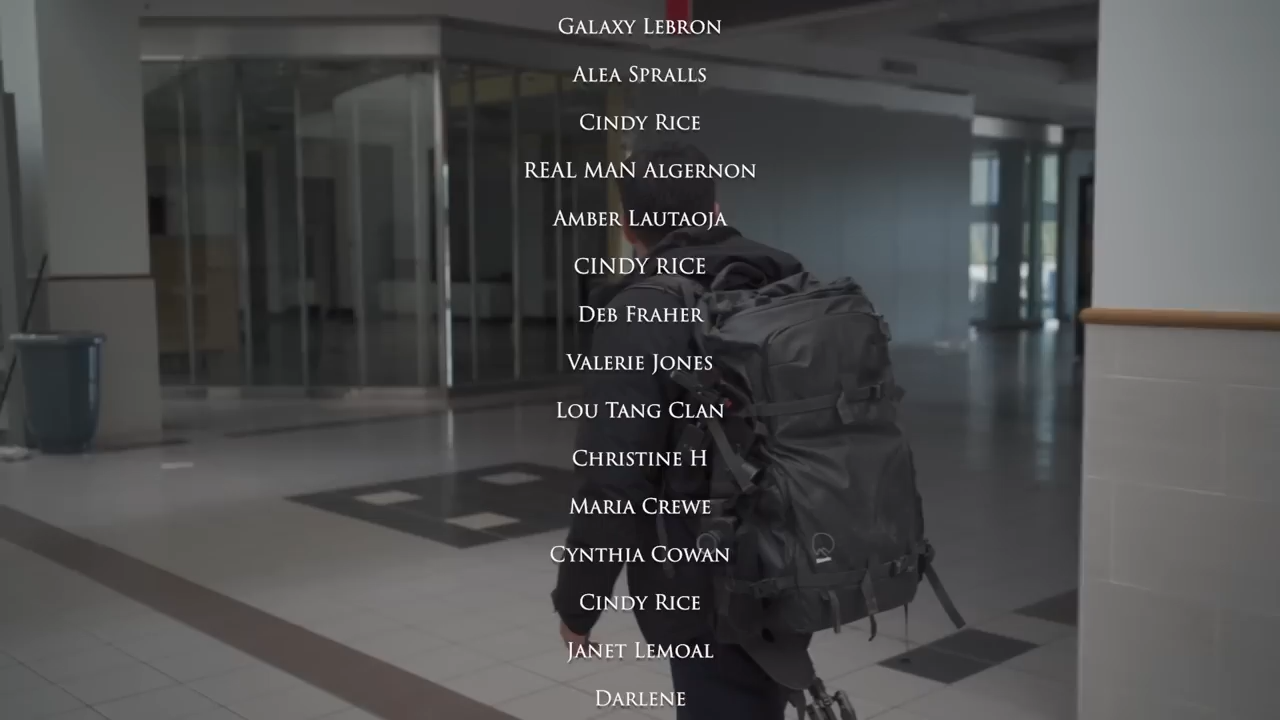 Galaxy Lebron
Alea Spralls
Cindy Rice
REAL MAN Algernon
Amber Lautaoja
CINDY RICE
Deb Fraher
Valerie Jones
Lou Tang Clan
Christine H
Maria Crewe
Cynthia Cowan
Cindy Rice
Janet Lemoal
Darlene